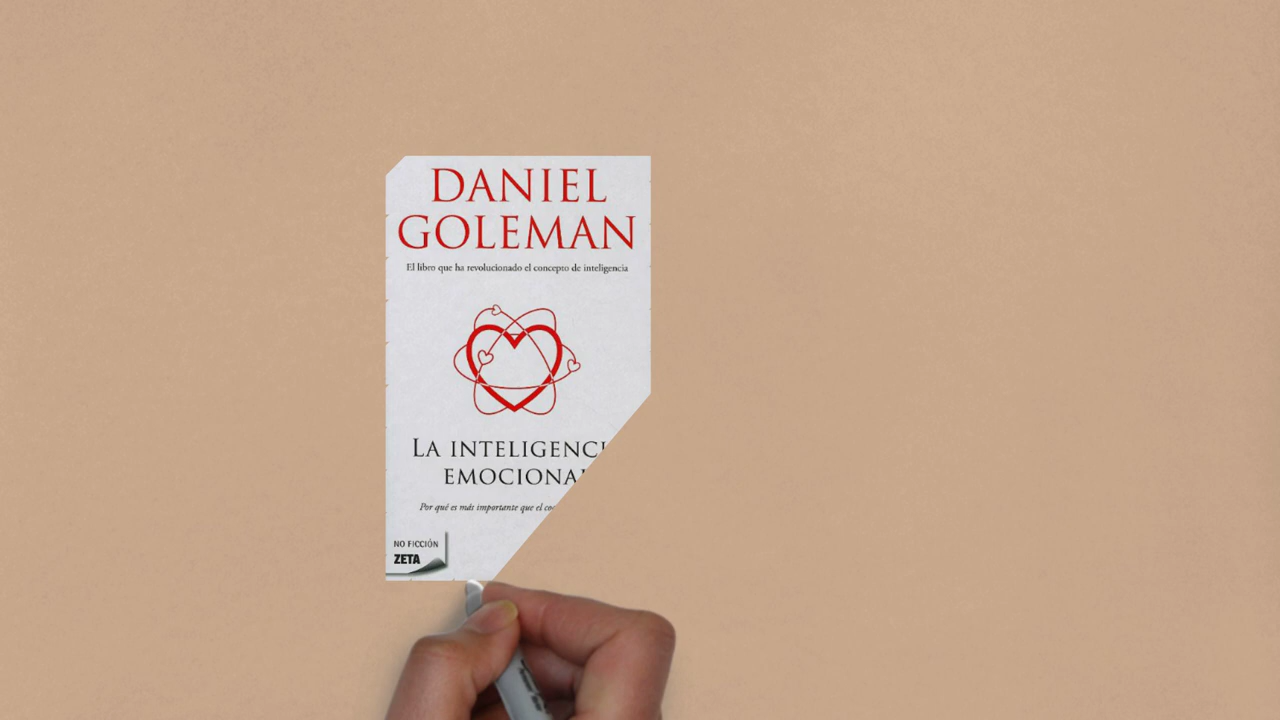 DANIEL
GOLEMAN
El libro que ha revolucionado el concepto de inteligencia
LA INTELIGENCI
EMOCIONA
Por qué es más importante que el
NO FICCIÓN
ZETA